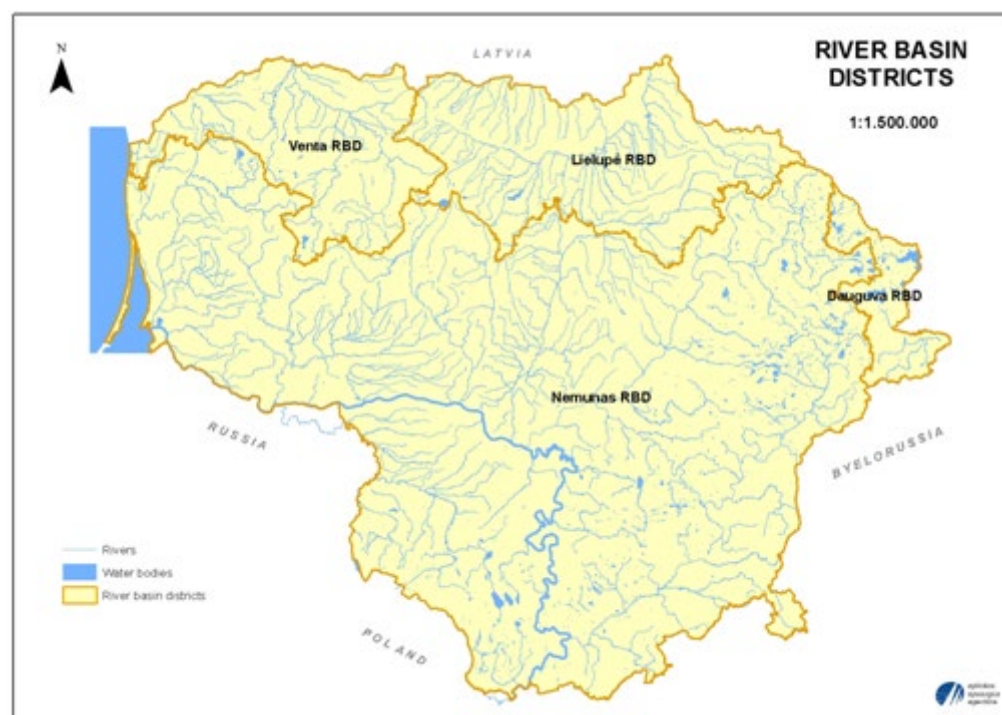 N
LATVIA
RIVER BASIN
DISTRICTS
1:1.500.000
Venta RBD
Lielupé RBD
Dauguva RBD
Nemunas RBD
RUSSIA
BYELORUSSIA
Rivers
Water bodies
River basin districts
POLAND